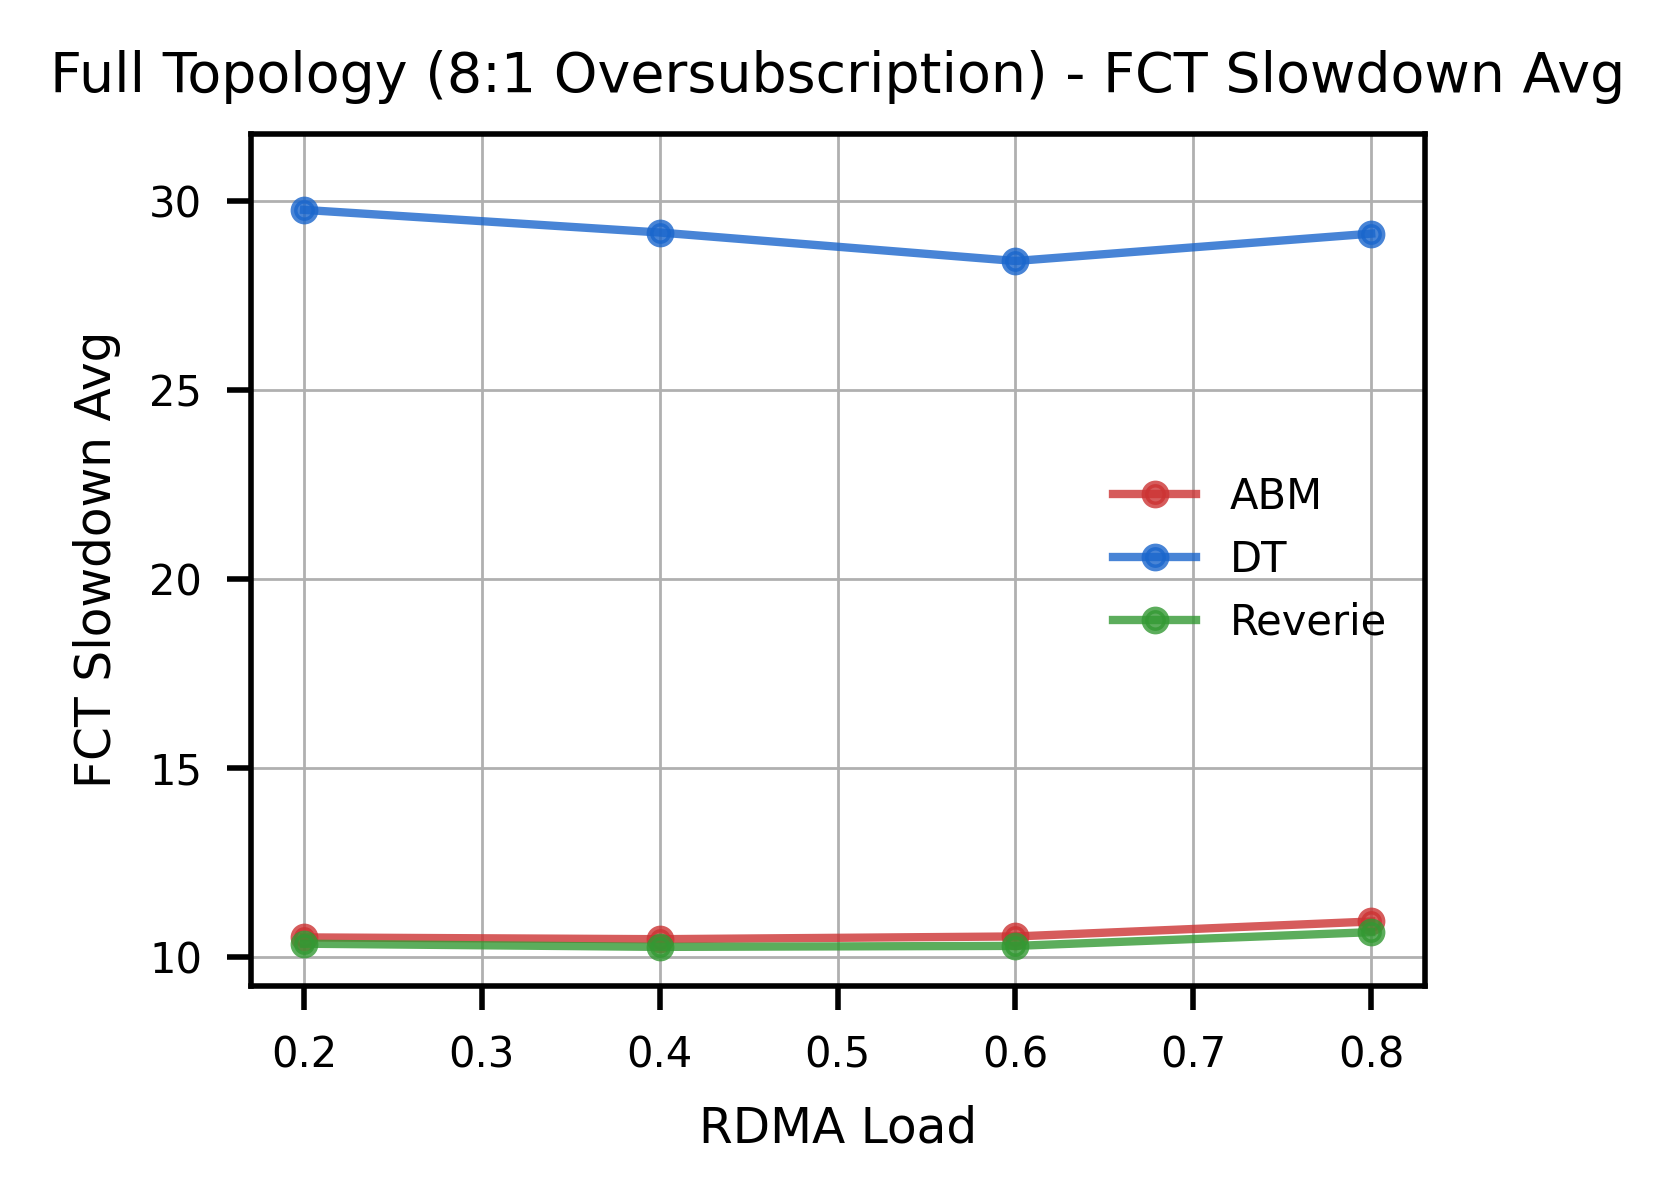 Full Topology (8:1 Oversubscription) - FCT Slowdown Avg
FCT Slowdown Avg
30
25
20
15
10
ABM
DT
Reverie
0.2 0.3 0.4 0.5 0.6 0.7 0.8
RDMA Load